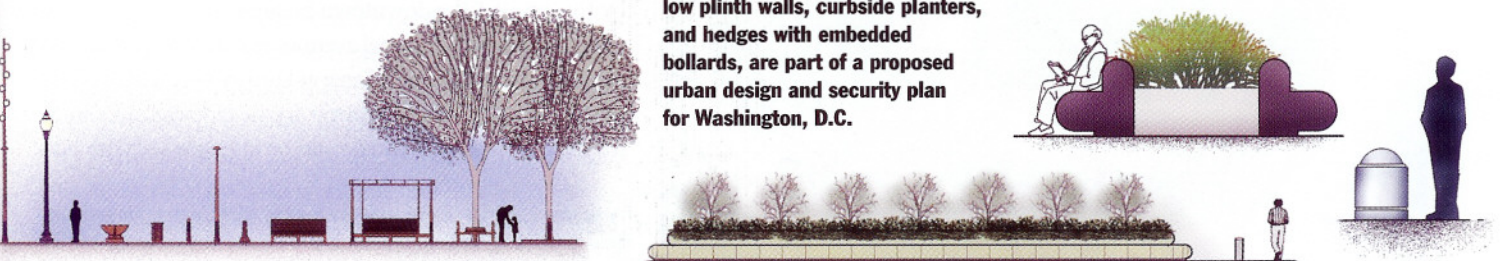 low plinth walls, curbside planters,
and hedges with embedded
bollards, are part of a proposed
urban design and security plan
for Washington, D.C.